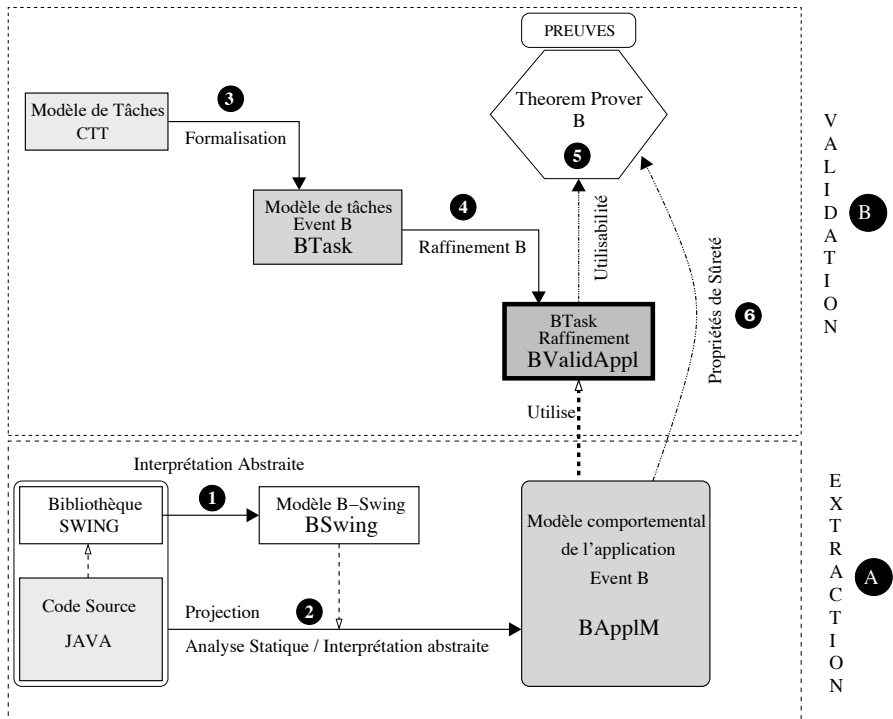 PREUVES
Theorem Prover
B
5
Modèle de Tâches
CTT
3
Formalisation
Modèle de tâches
Event B
BTask
4
Raffinement B
Utilisabilité
Propriétés de Sûreté
6
BTask
Raffinement
BValidAppl
Utilise
VALIDATION
B
Interprétation Abstraite
Bibliothèque
SWING
1
Modèle B–Swing
BSwing
Code Source
JAVA
Projection
2
Analyse Statique / Interprétation abstraite
Modèle comportemental
de l'application
Event B
BApplM
EXTRACTION
A